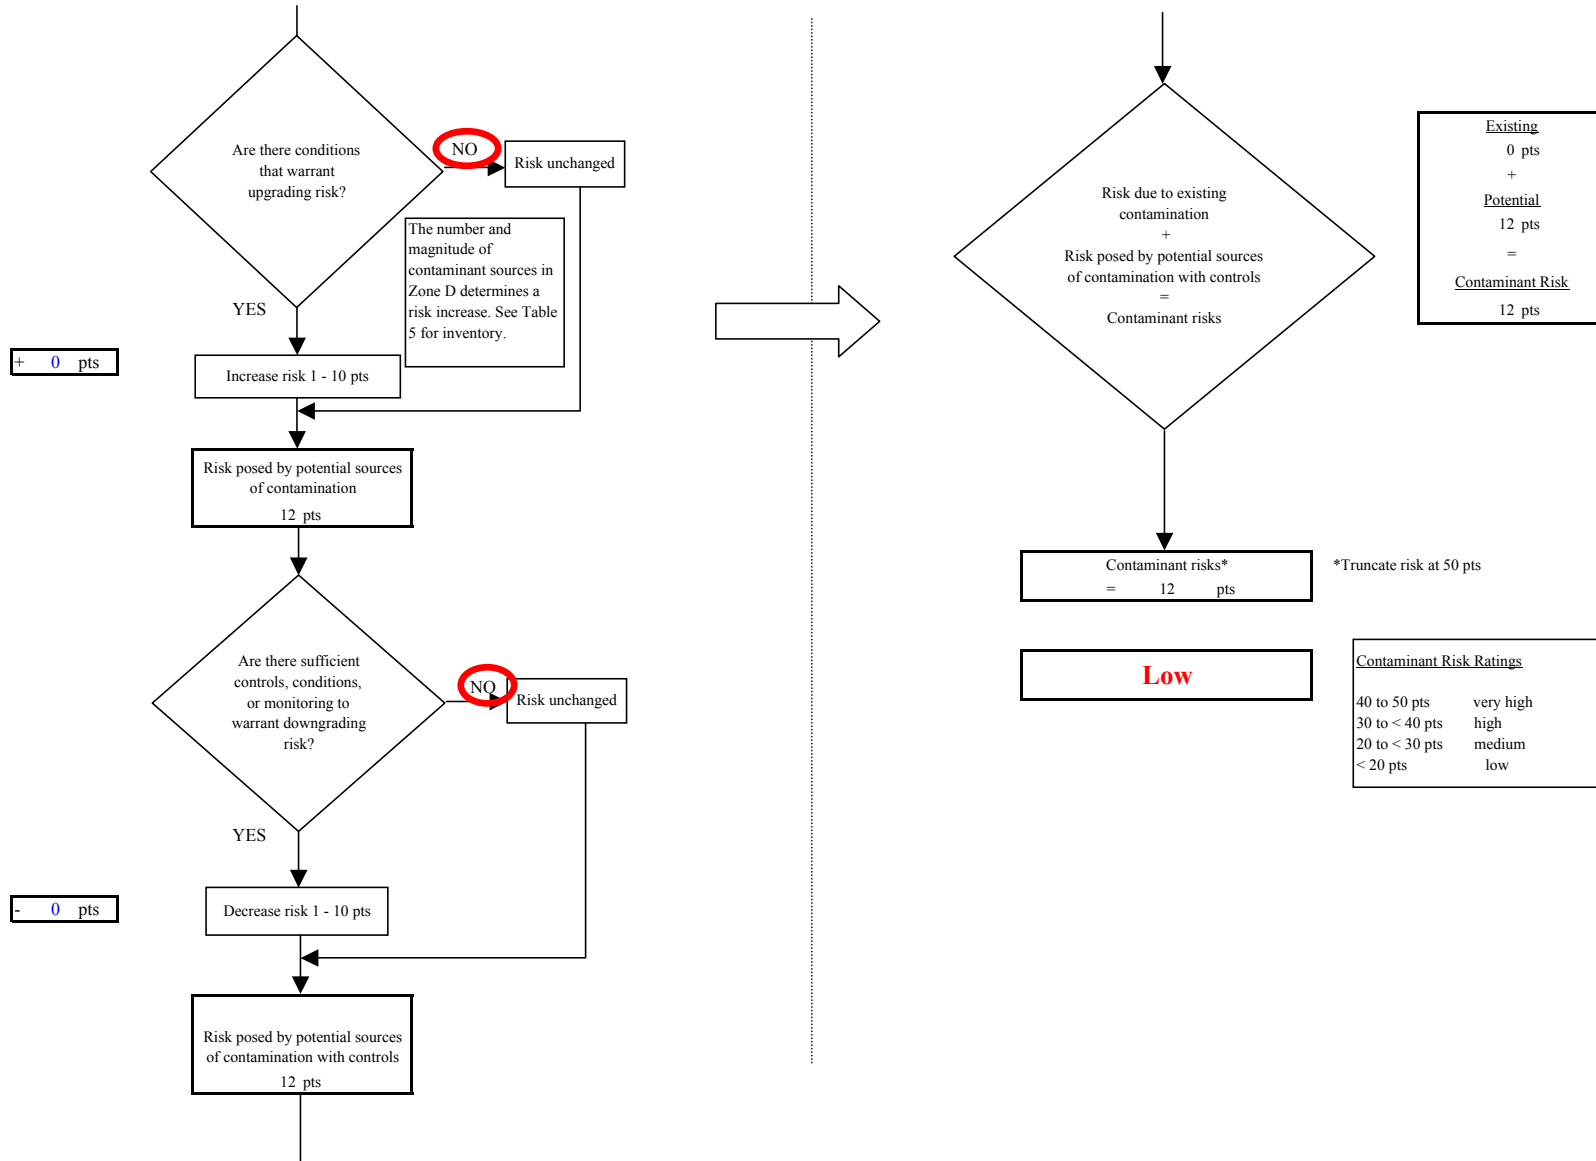 Are there conditions
that warrant
upgrading risk?
NO
Risk unchanged
The number and
magnitude of
contaminant sources in
Zone D determines a
risk increase. See Table
5 for inventory.
YES
+ 0 pts
Increase risk 1 - 10 pts
Risk posed by potential sources
of contamination
12 pts
Are there sufficient
controls, conditions,
or monitoring to
warrant downgrading
risk?
NO
Risk unchanged
YES
- 0 pts
Decrease risk 1 - 10 pts
Risk posed by potential sources
of contamination with controls
12 pts
Risk due to existing
contamination
+
Risk posed by potential sources
of contamination with controls
=
Contaminant risks
Existing
0 pts
+
Potential
12 pts
=
Contaminant Risk
12 pts
Contaminant risks*
= 12 pts
*Truncate risk at 50 pts
Low
Contaminant Risk Ratings
40 to 50 pts very high
30 to < 40 pts high
20 to < 30 pts medium
< 20 pts low